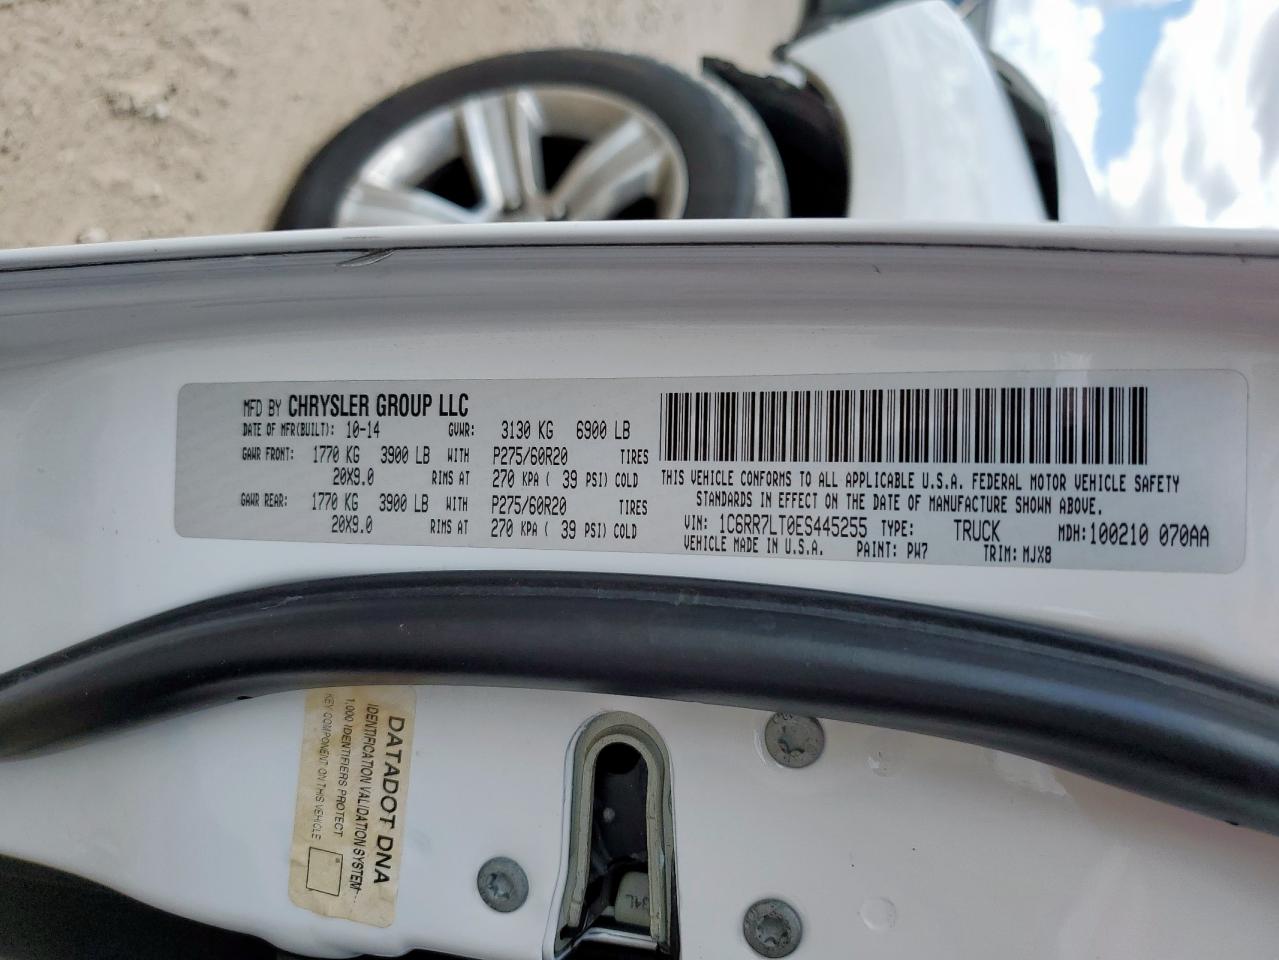 MFD BY CHRYSLER GROUP LLC
DATE OF MFR(BUILT): 10-14 GVWR: 3130 KG 6900 LB
GAWR FRONT: 1770 KG 3900 LB WITH P275/60R20 TIRES
20X9.0 RIMS AT 270 KPA ( 39 PSI) COLD
GAWR REAR: 1770 KG 3900 LB WITH P275/60R20 TIRES
20X9.0 RIMS AT 270 KPA ( 39 PSI) COLD
THIS VEHICLE CONFORMS TO ALL APPLICABLE U.S.A. FEDERAL MOTOR VEHICLE SAFETY
STANDARDS IN EFFECT ON THE DATE OF MANUFACTURE SHOWN ABOVE.
VIN: 1C6RR7LT0ES445255 TYPE: TRUCK MDH:100210 070AA
VEHICLE MADE IN U.S.A. PAINT: PW7 TRIM: MJX8
DATADOT DNA
IDENTIFICATION VALIDATION SYSTEM
1,000 IDENTIFIERS PROTECT
KEY COMPONENT ON THIS VEHICLE
34L